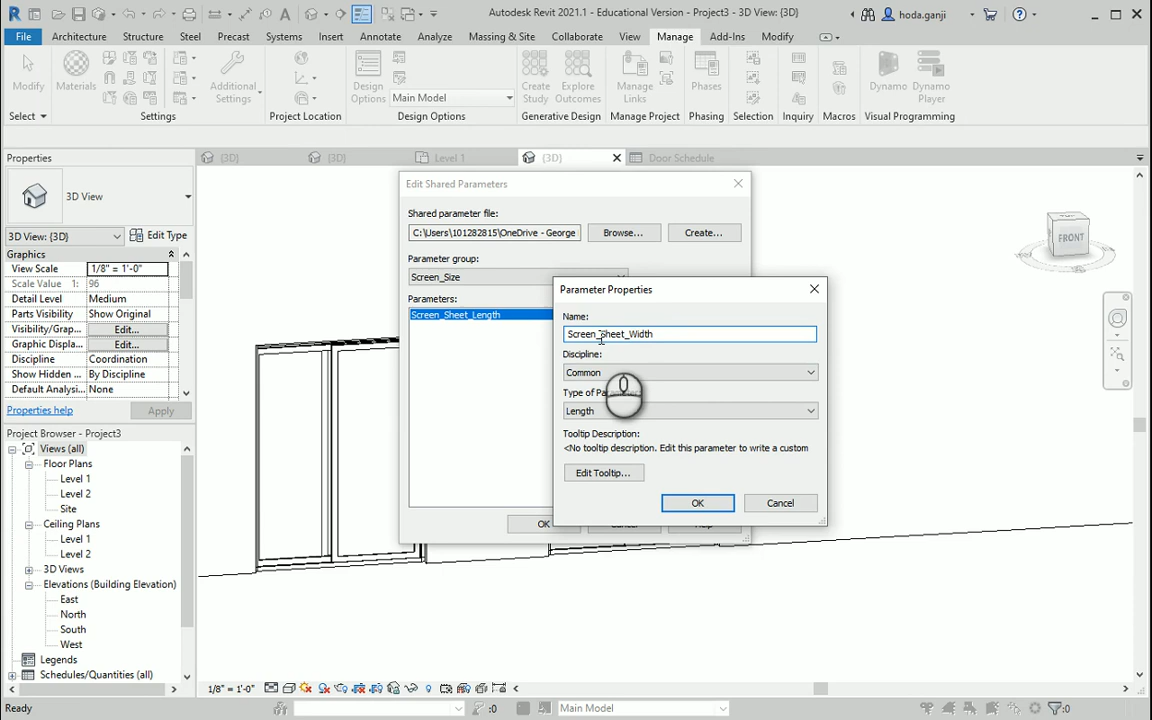 Autodesk Revit 2021.1 - Educational Version - Project3 - 3D View: {3D}
hoda.ganji
File Architecture Structure Steel Precast Systems Insert Annotate Analyze Massing & Site Collaborate View Manage Add-Ins Modify
Modify Materials Additional Settings Design Options Main Model Create Study Explore Outcomes Manage Links Phases Dynamo Dynamo Player
Select Settings Project Location Design Options Generative Design Manage Project Phasing Selection Inquiry Macros Visual Programming
Properties
{3D} {3D} Level 1 {3D} Door Schedule
3D View
3D View: {3D} Edit Type
Graphics
View Scale 1/8" = 1'-0"
Scale Value 1: 96
Detail Level Medium
Parts Visibility Show Original
Visibility/Grap... Edit...
Graphic Displa... Edit...
Discipline Coordination
Show Hidden ... By Discipline
Default Analysi... None
Properties help Apply
Project Browser - Project3
Views (all)
Floor Plans
Level 1
Level 2
Site
Ceiling Plans
Level 1
Level 2
3D Views
Elevations (Building Elevation)
East
North
South
West
Legends
Schedules/Quantities (all)
Edit Shared Parameters
Shared parameter file:
C:\Users\101282815\OneDrive - George Browse... Create...
Parameter group:
Screen_Size
Parameters:
Screen_Sheet_Length
OK
Parameter Properties
Name:
Screen_Sheet_Width
Discipline:
Common
Type of
Length
Tooltip Description:
<No tooltip description. Edit this parameter to write a custom
Edit Tooltip...
OK Cancel
FRONT
1/8" = 1'-0"
Ready :0 Main Model :0